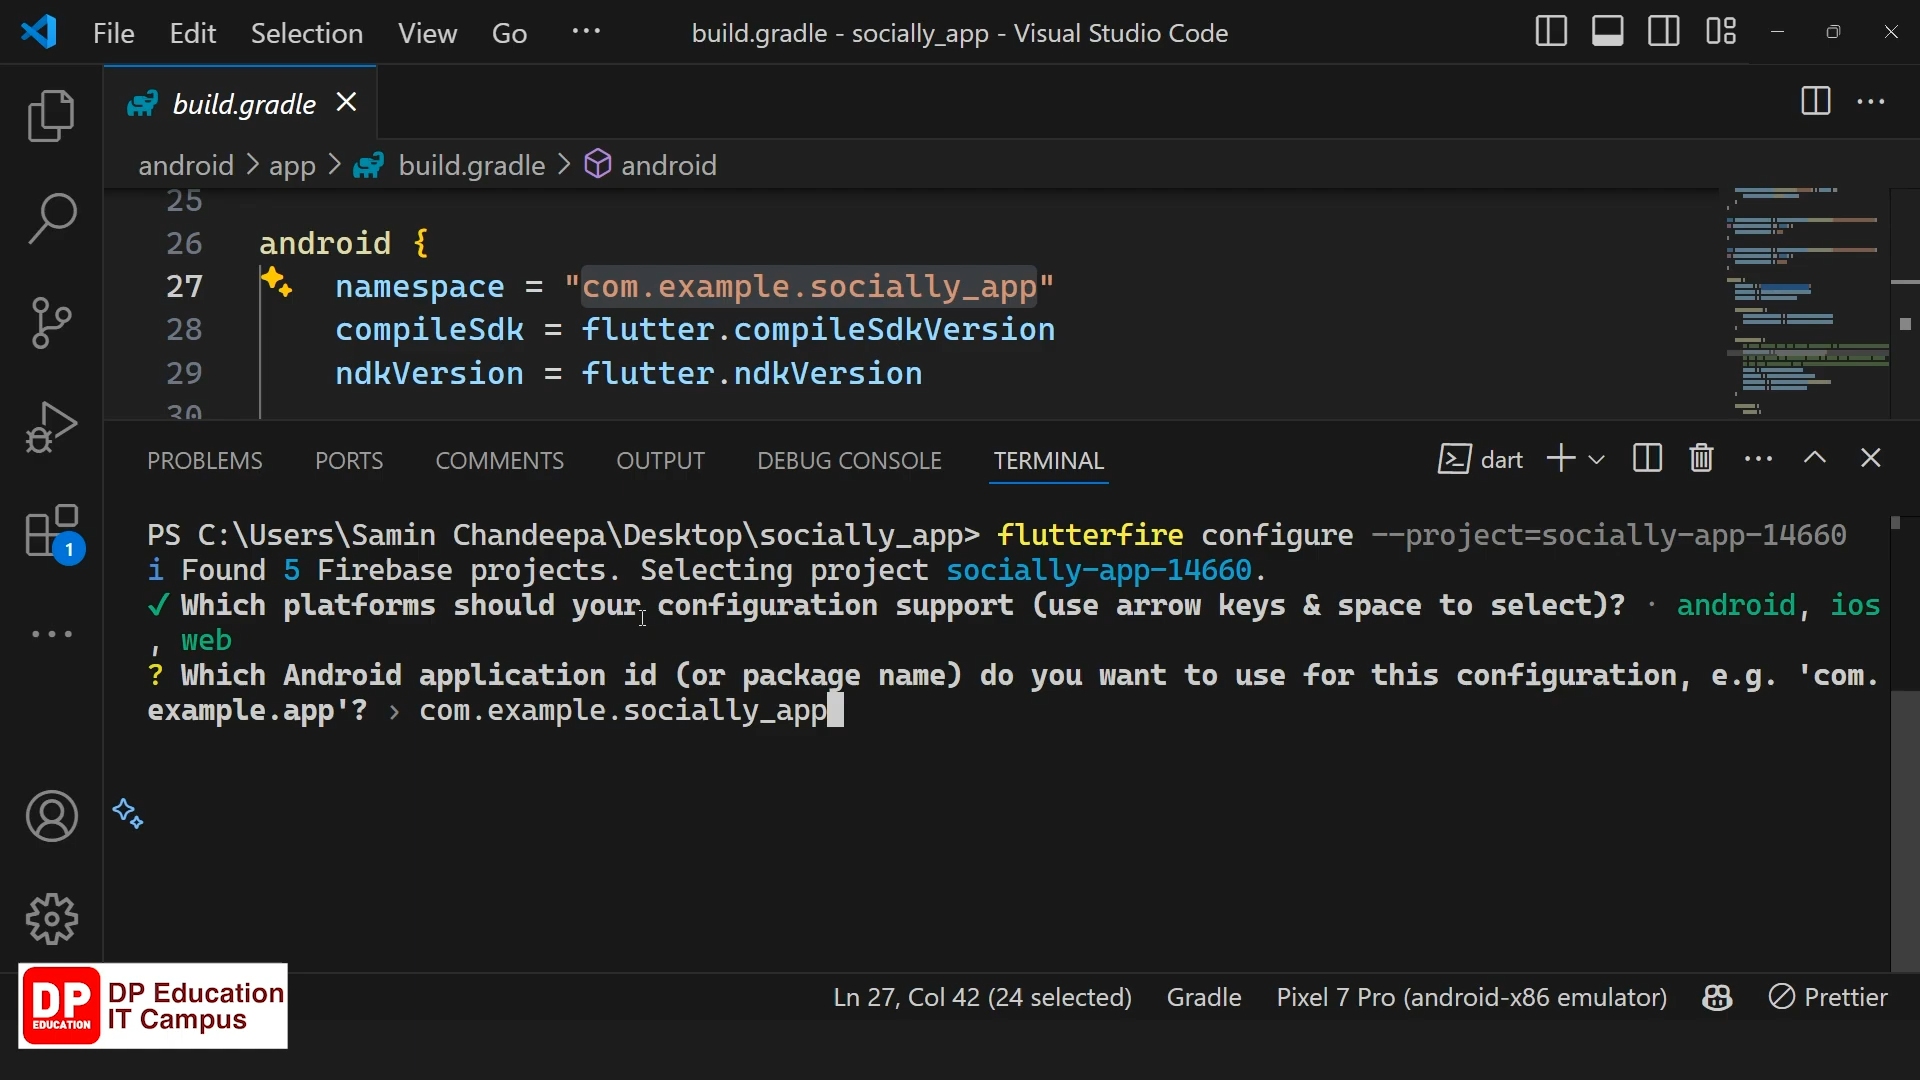 File Edit Selection View Go ··· build.gradle - socially_app - Visual Studio Code
build.gradle
android > app > build.gradle > android
25
26 android {
27 namespace = "com.example.socially_app"
28 compileSdk = flutter.compileSdkVersion
29 ndkVersion = flutter.ndkVersion
30
PROBLEMS PORTS COMMENTS OUTPUT DEBUG CONSOLE TERMINAL dart
PS C:\Users\Samin Chandeepa\Desktop\socially_app> flutterfire configure --project=socially-app-14660
i Found 5 Firebase projects. Selecting project socially-app-14660.
✓ Which platforms should your configuration support (use arrow keys & space to select)? · android, ios
, web
? Which Android application id (or package name) do you want to use for this configuration, e.g. 'com.
example.app'? › com.example.socially_app
1
DP EDUCATION
DP Education
IT Campus
Ln 27, Col 42 (24 selected) Gradle Pixel 7 Pro (android-x86 emulator) Prettier